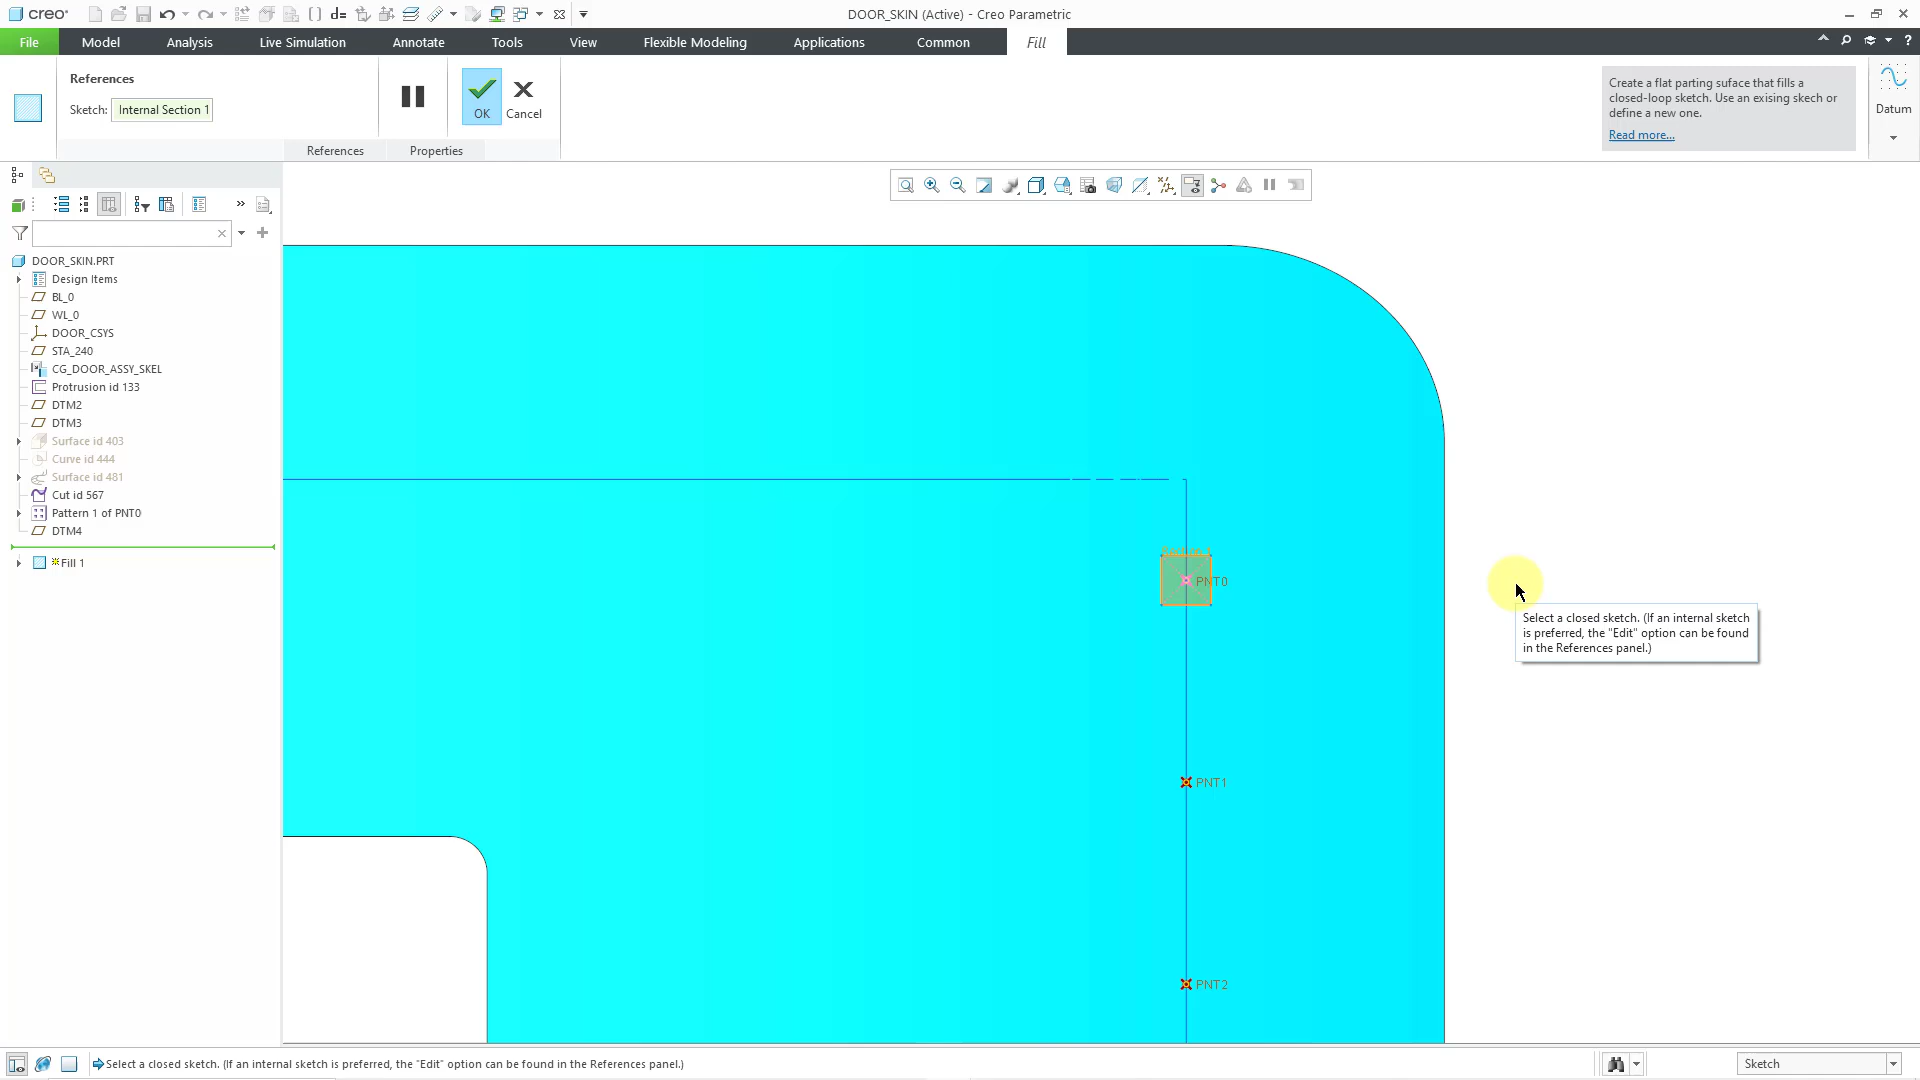 creo
DOOR_SKIN (Active) - Creo Parametric
File
Model
Analysis
Live Simulation
Annotate
Tools
View
Flexible Modeling
Applications
Common
Fill
References
Sketch:
Internal Section 1
OK
Cancel
References
Properties
Create a flat parting suface that fills a
closed-loop sketch. Use an exising skech or
define a new one.
Read more...
Datum
DOOR_SKIN.PRT
Design Items
BL_0
WL_0
DOOR_CSYS
STA_240
CG_DOOR_ASSY_SKEL
Protrusion id 133
DTM2
DTM3
Surface id 403
Curve id 444
Surface id 481
Cut id 567
Pattern 1 of PNT0
DTM4
Fill 1
PNT0
PNT1
PNT2
Select a closed sketch. (If an internal sketch
is preferred, the "Edit" option can be found
in the References panel.)
Select a closed sketch. (If an internal sketch is preferred, the "Edit" option can be found in the References panel.)
Sketch